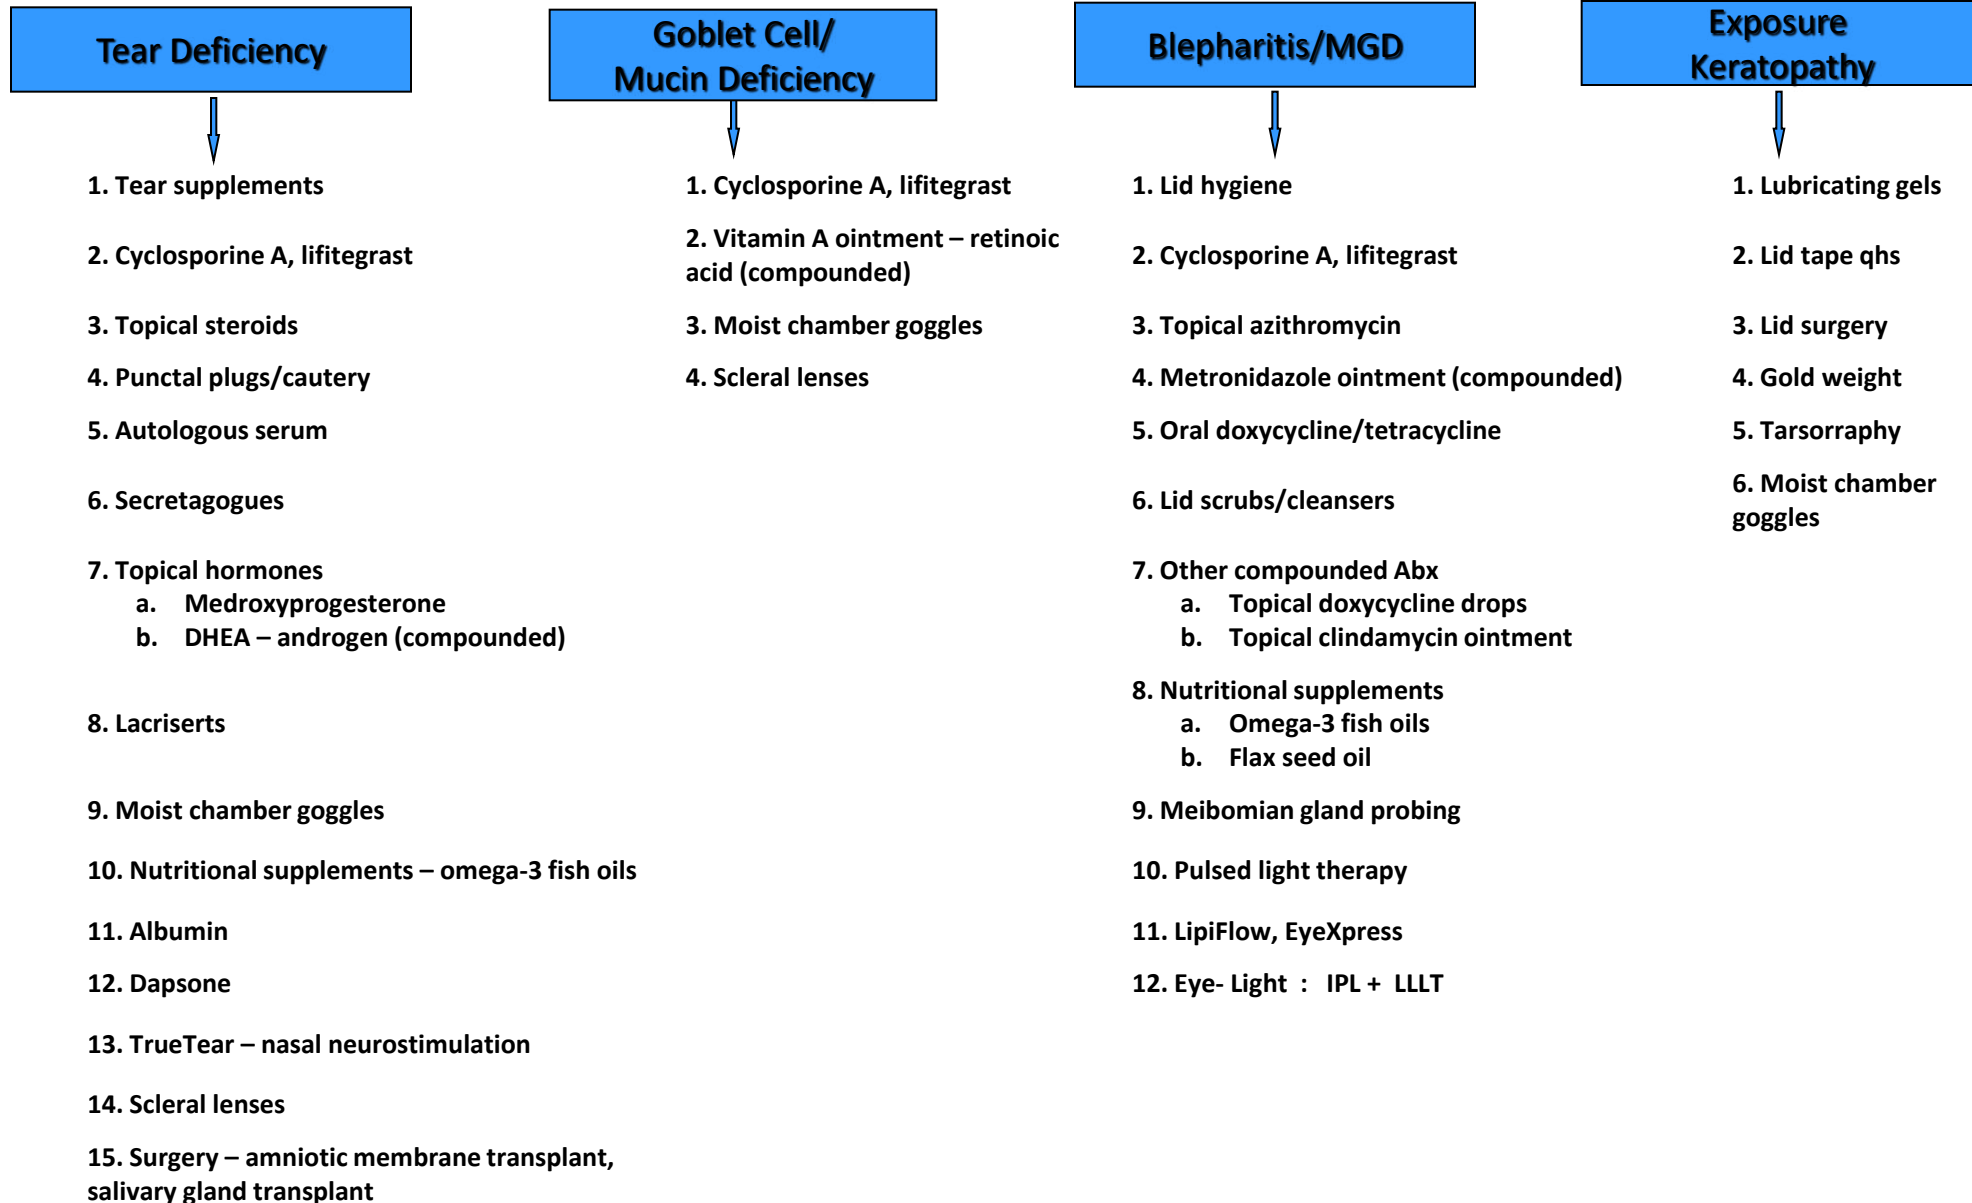 Tear Deficiency
1. Tear supplements
2. Cyclosporine A, lifitegrast
3. Topical steroids
4. Punctal plugs/cautery
5. Autologous serum
6. Secretagogues
7. Topical hormones
a. Medroxyprogesterone
b. DHEA – androgen (compounded)
8. Lacriserts
9. Moist chamber goggles
10. Nutritional supplements – omega-3 fish oils
11. Albumin
12. Dapsone
13. TrueTear – nasal neurostimulation
14. Scleral lenses
15. Surgery – amniotic membrane transplant,
salivary gland transplant
Goblet Cell/
Mucin Deficiency
1. Cyclosporine A, lifitegrast
2. Vitamin A ointment – retinoic
acid (compounded)
3. Moist chamber goggles
4. Scleral lenses
Blepharitis/MGD
1. Lid hygiene
2. Cyclosporine A, lifitegrast
3. Topical azithromycin
4. Metronidazole ointment (compounded)
5. Oral doxycycline/tetracycline
6. Lid scrubs/cleansers
7. Other compounded Abx
a. Topical doxycycline drops
b. Topical clindamycin ointment
8. Nutritional supplements
a. Omega-3 fish oils
b. Flax seed oil
9. Meibomian gland probing
10. Pulsed light therapy
11. LipiFlow, EyeXpress
12. Eye- Light : IPL + LLLT
Exposure
Keratopathy
1. Lubricating gels
2. Lid tape qhs
3. Lid surgery
4. Gold weight
5. Tarsorraphy
6. Moist chamber
goggles